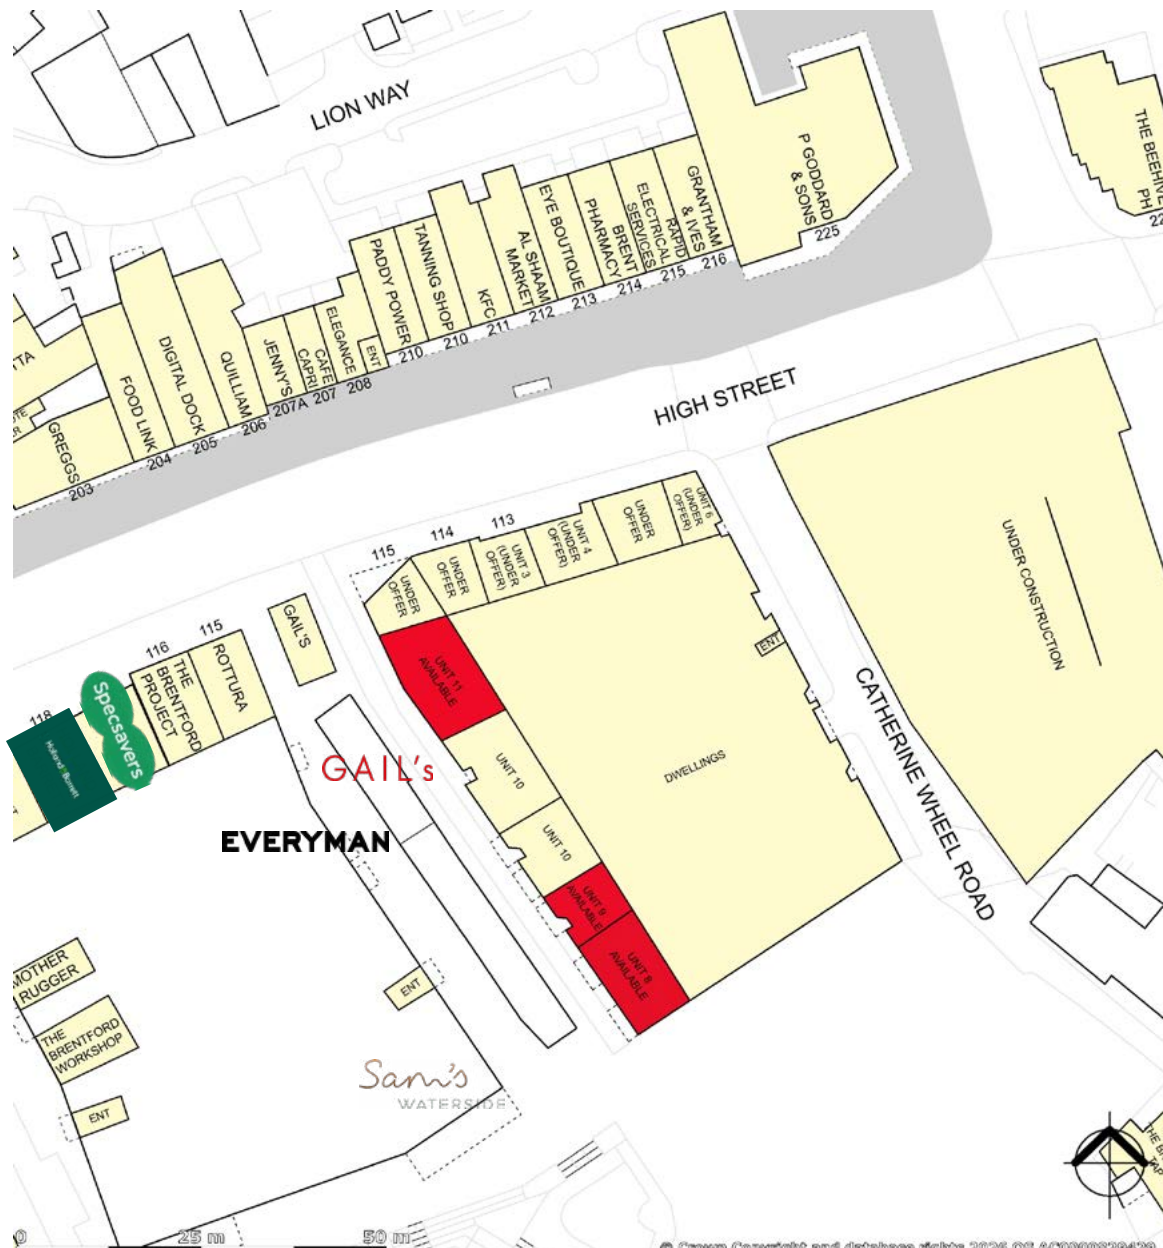 LION WAY
P GODDARD
& SONS
225
THE BEEHIVE
PH
GRANTHAM
& IVES
216
RAPID
ELECTRICAL
SERVICES
215
BRENT
PHARMACY
214
EYE BOUTIQUE
213
AL SHAAM
MARKET
212
KFC
211
TANNING SHOP
210
PADDY POWER
210
ENT
ELEGANCE
208
CAFE
CAPRI
207
JENNY'S
207A
QUILLIAM
206
DIGITAL DOCK
205
FOOD LINK
204
GREGGS
203
HIGH STREET
115
UNDER
OFFER
114
UNDER
OFFER
113
UNIT 3
(UNDER
OFFER)
UNIT 4
(UNDER
OFFER)
UNDER
OFFER
UNIT 6
(UNDER
OFFER)
UNDER CONSTRUCTION
GAIL'S
115
ROTTURA
116
THE
BRENTFORD
PROJECT
Specsavers
118
Holland & Barrett
UNIT 11
AVAILABLE
ENT
CATHERINE WHEEL ROAD
DWELLINGS
GAIL's
EVERYMAN
UNIT 10
UNIT 10
UNIT 9
AVAILABLE
UNIT 8
AVAILABLE
MOTHER
RUGGER
ENT
THE
BRENTFORD
WORKSHOP
ENT
Sam's
WATERSIDE
0
25 m
50 m